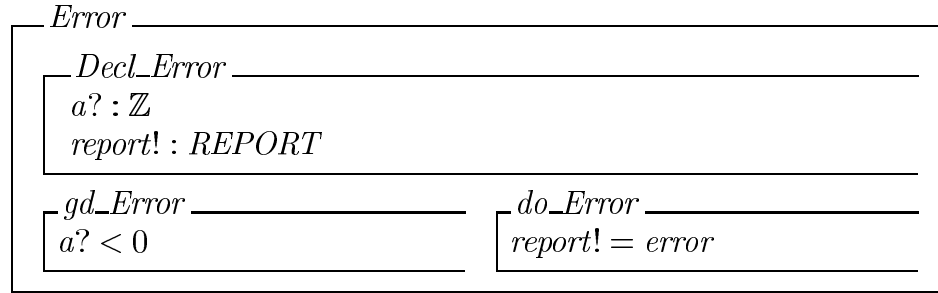 Error
Decl_Error
a? : ℤ
report! : REPORT
gd_Error
do_Error
a? < 0
report! = error